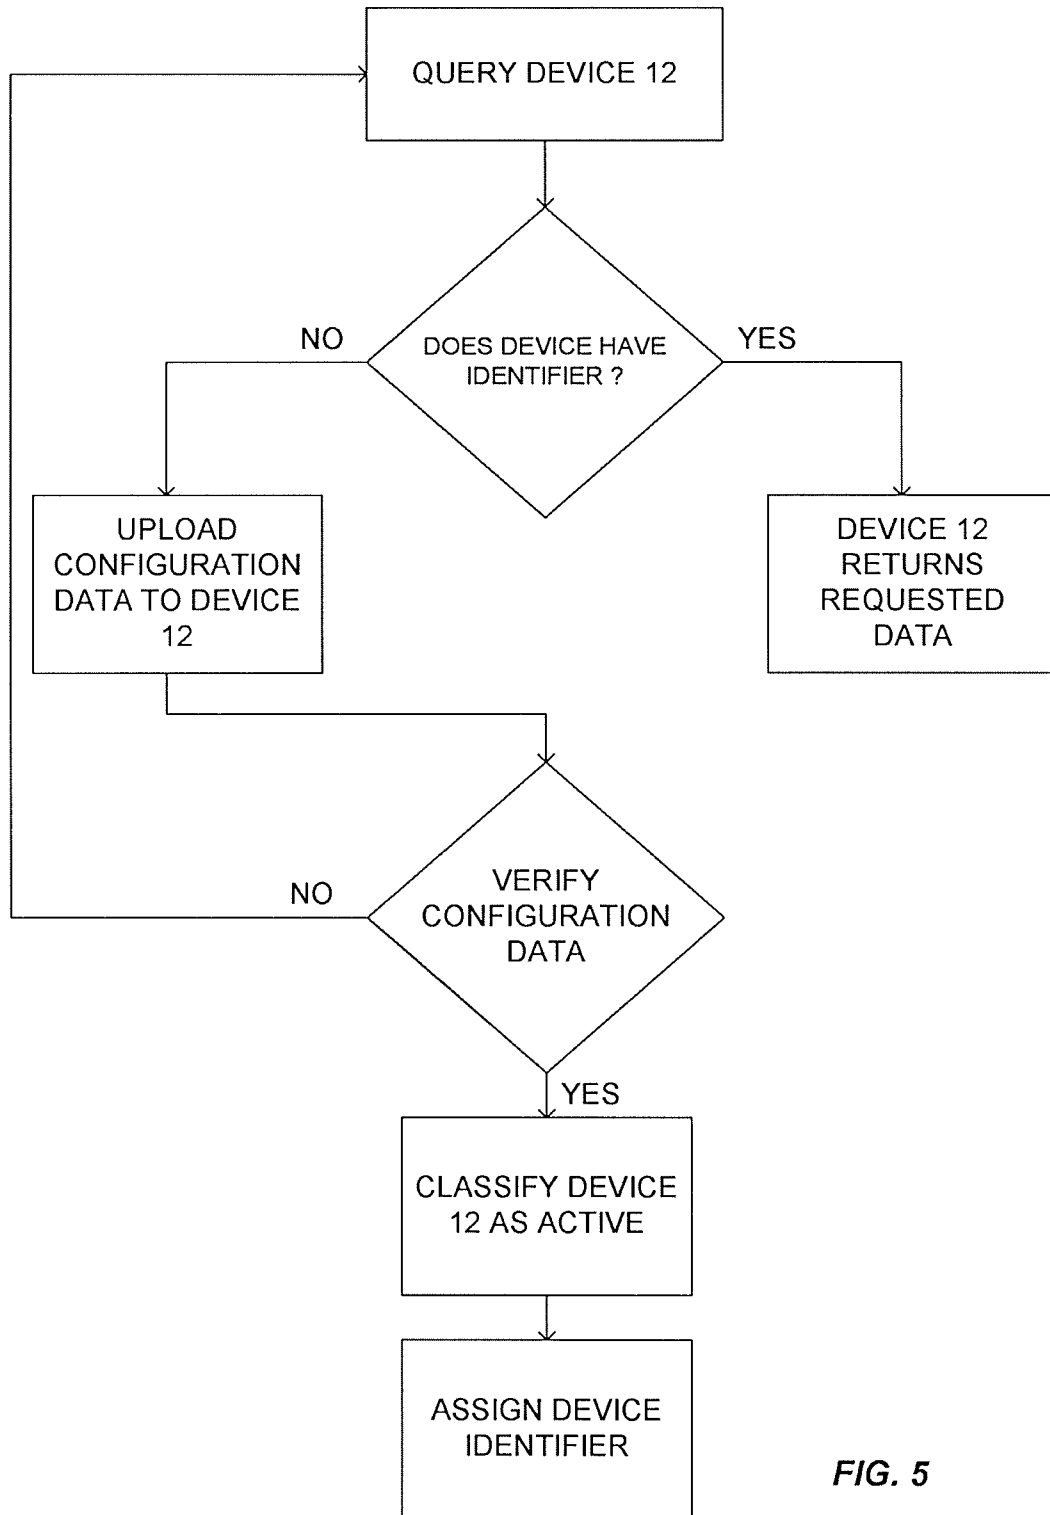 QUERY DEVICE 12
NO
YES
DOES DEVICE HAVE
IDENTIFIER ?
UPLOAD
CONFIGURATION
DATA TO DEVICE
12
DEVICE 12
RETURNS
REQUESTED
DATA
NO
VERIFY
CONFIGURATION
DATA
YES
CLASSIFY DEVICE
12 AS ACTIVE
ASSIGN DEVICE
IDENTIFIER
FIG. 5